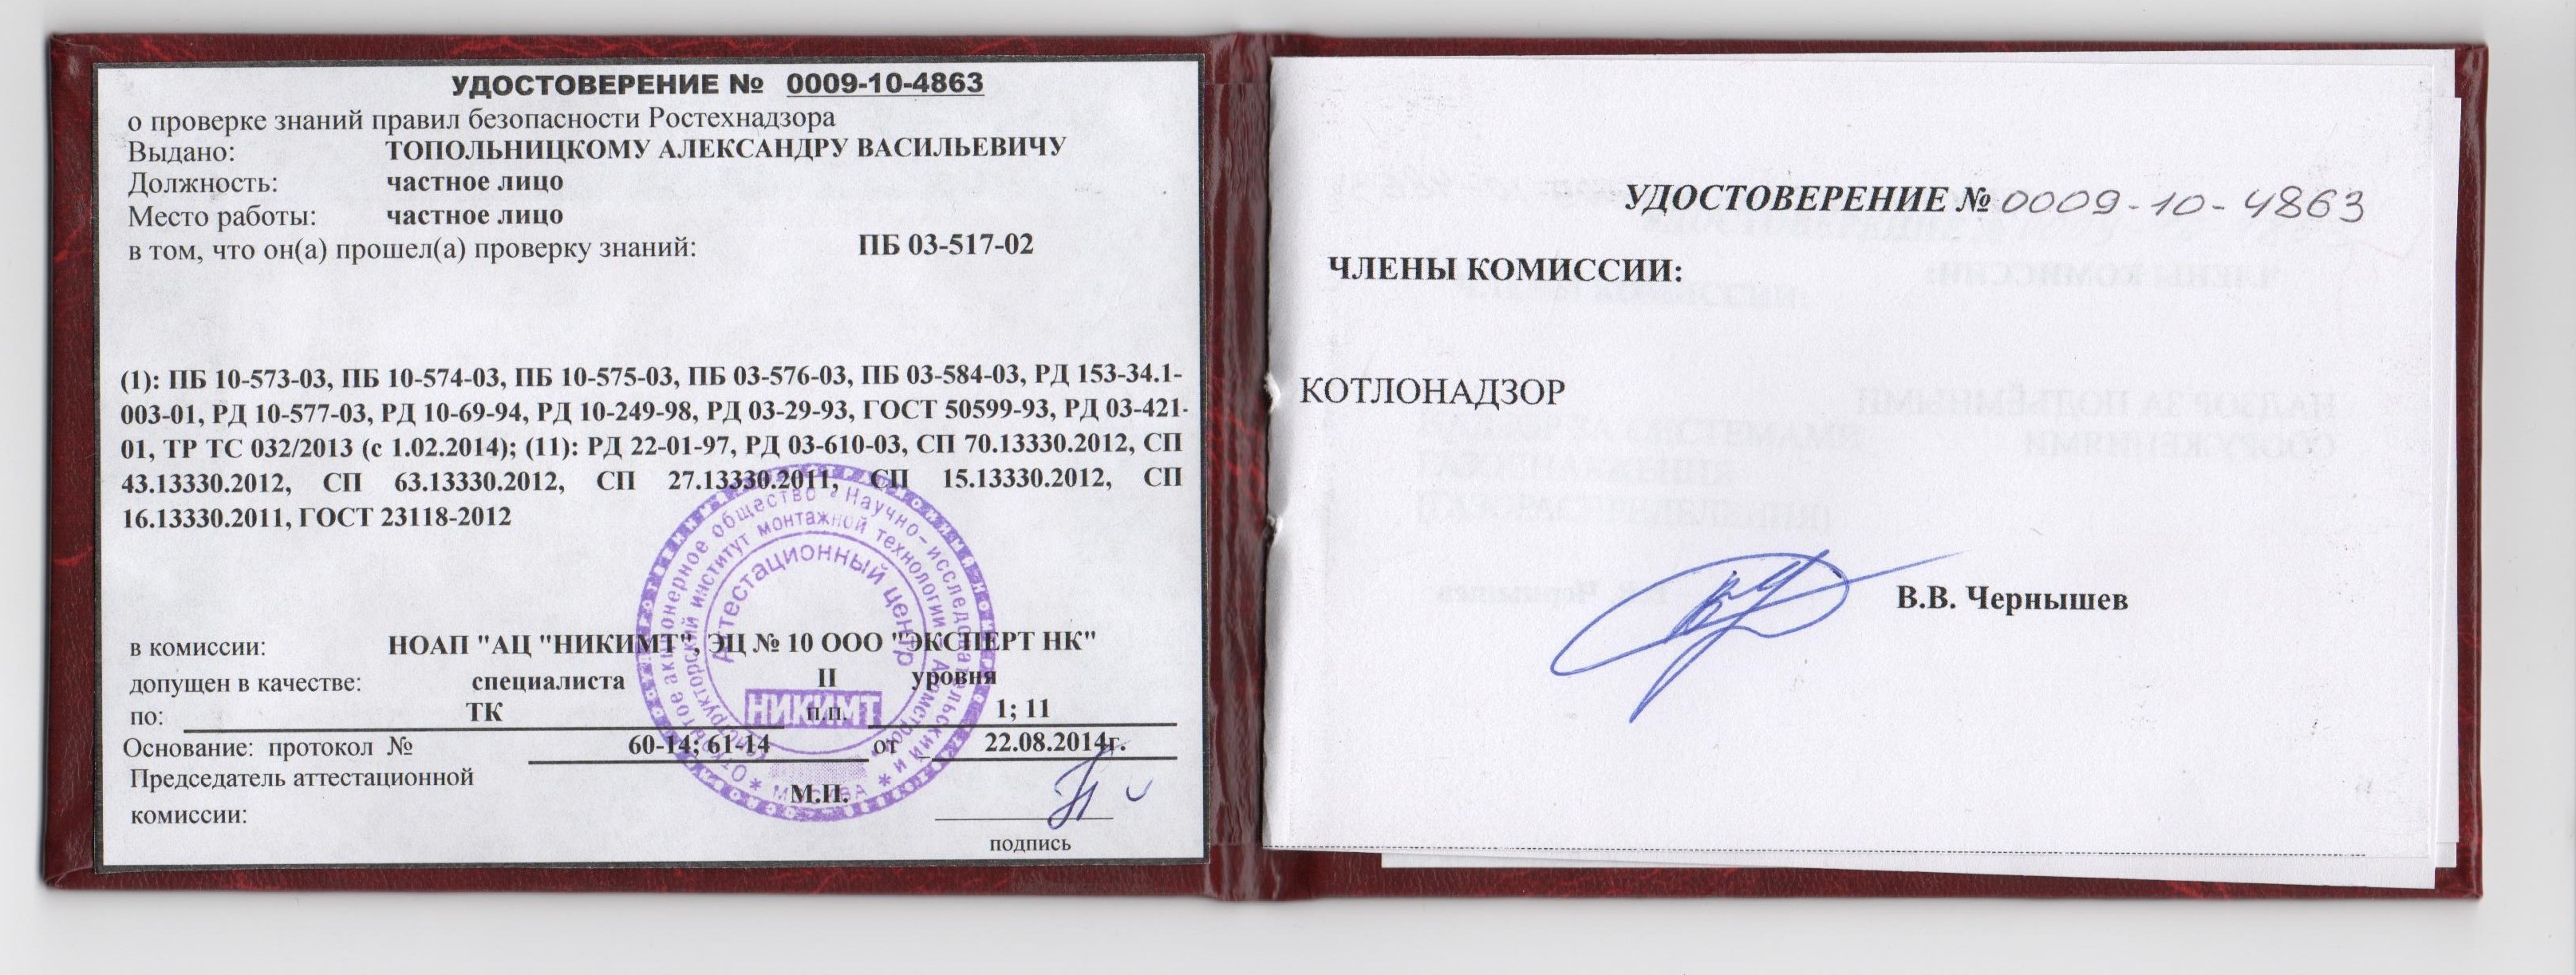 УДОСТОВЕРЕНИЕ № 0009-10-4863
о проверке знаний правил безопасности Ростехнадзора
Выдано: ТОПОЛЬНИЦКОМУ АЛЕКСАНДРУ ВАСИЛЬЕВИЧУ
Должность: частное лицо
Место работы: частное лицо
в том, что он(а) прошел(а) проверку знаний: ПБ 03-517-02
(1): ПБ 10-573-03, ПБ 10-574-03, ПБ 10-575-03, ПБ 03-576-03, ПБ 03-584-03, РД 153-34.1-
003-01, РД 10-577-03, РД 10-69-94, РД 10-249-98, РД 03-29-93, ГОСТ 50599-93, РД 03-421-
01, ТР ТС 032/2013 (с 1.02.2014); (11): РД 22-01-97, РД 03-610-03, СП 70.13330.2012, СП
43.13330.2012, СП 63.13330.2012, СП 27.13330.2011, СП 15.13330.2012, СП
16.13330.2011, ГОСТ 23118-2012
в комиссии: НОАП "АЦ "НИКИМТ", ЭЦ № 10 ООО "ЭКСПЕРТ НК"
допущен в качестве: специалиста II уровня
по: ТК п.п. 1; 11
Основание: протокол № 60-14; 61-14 от 22.08.2014г.
Председатель аттестационной
комиссии:
М.П.
подпись
Аттестационный центр
НИКИМТ
МОСКВА
УДОСТОВЕРЕНИЕ № 0009-10-4863
ЧЛЕНЫ КОМИССИИ:
КОТЛОНАДЗОР
В.В. Чернышев